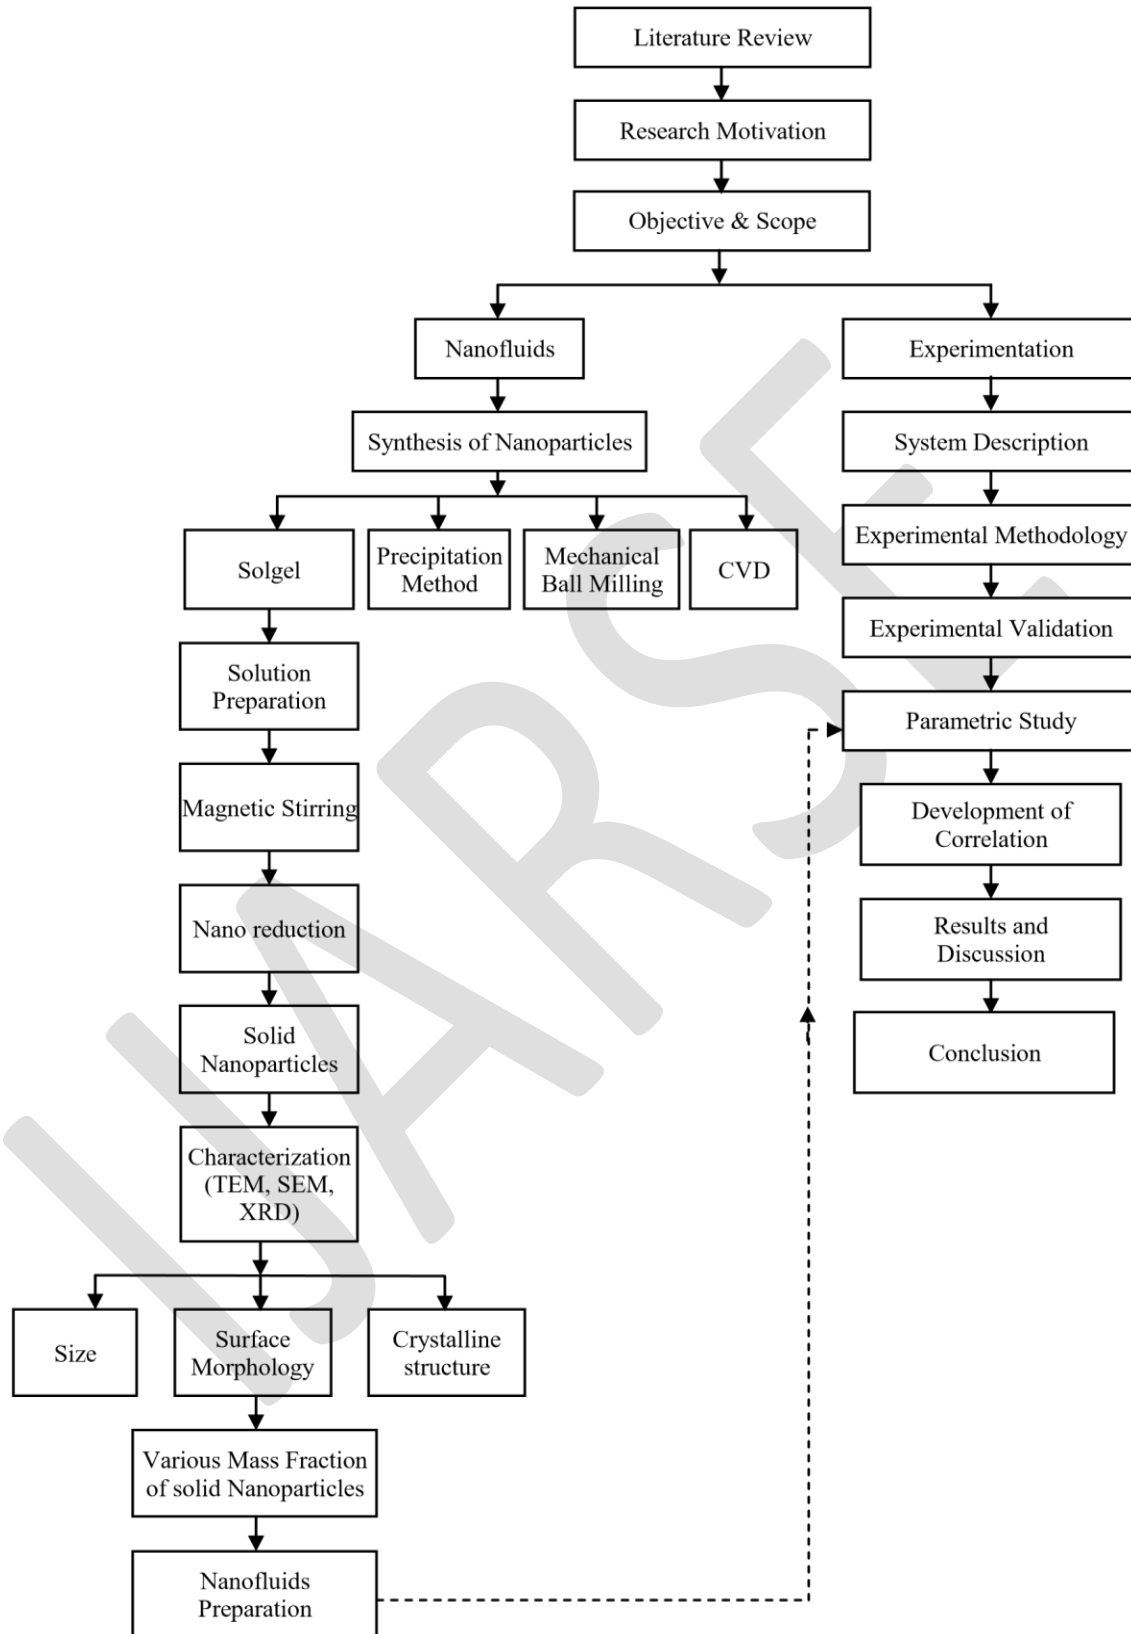 Literature Review
Research Motivation
Objective & Scope
Nanofluids
Experimentation
Synthesis of Nanoparticles
System Description
Solgel
Precipitation
Method
Mechanical
Ball Milling
CVD
Experimental Methodology
Experimental Validation
Solution
Preparation
Parametric Study
Magnetic Stirring
Development of
Correlation
Nano reduction
Results and
Discussion
Solid
Nanoparticles
Conclusion
Characterization
(TEM, SEM,
XRD)
Size
Surface
Morphology
Crystalline
structure
Various Mass Fraction
of solid Nanoparticles
Nanofluids
Preparation
IJARSE